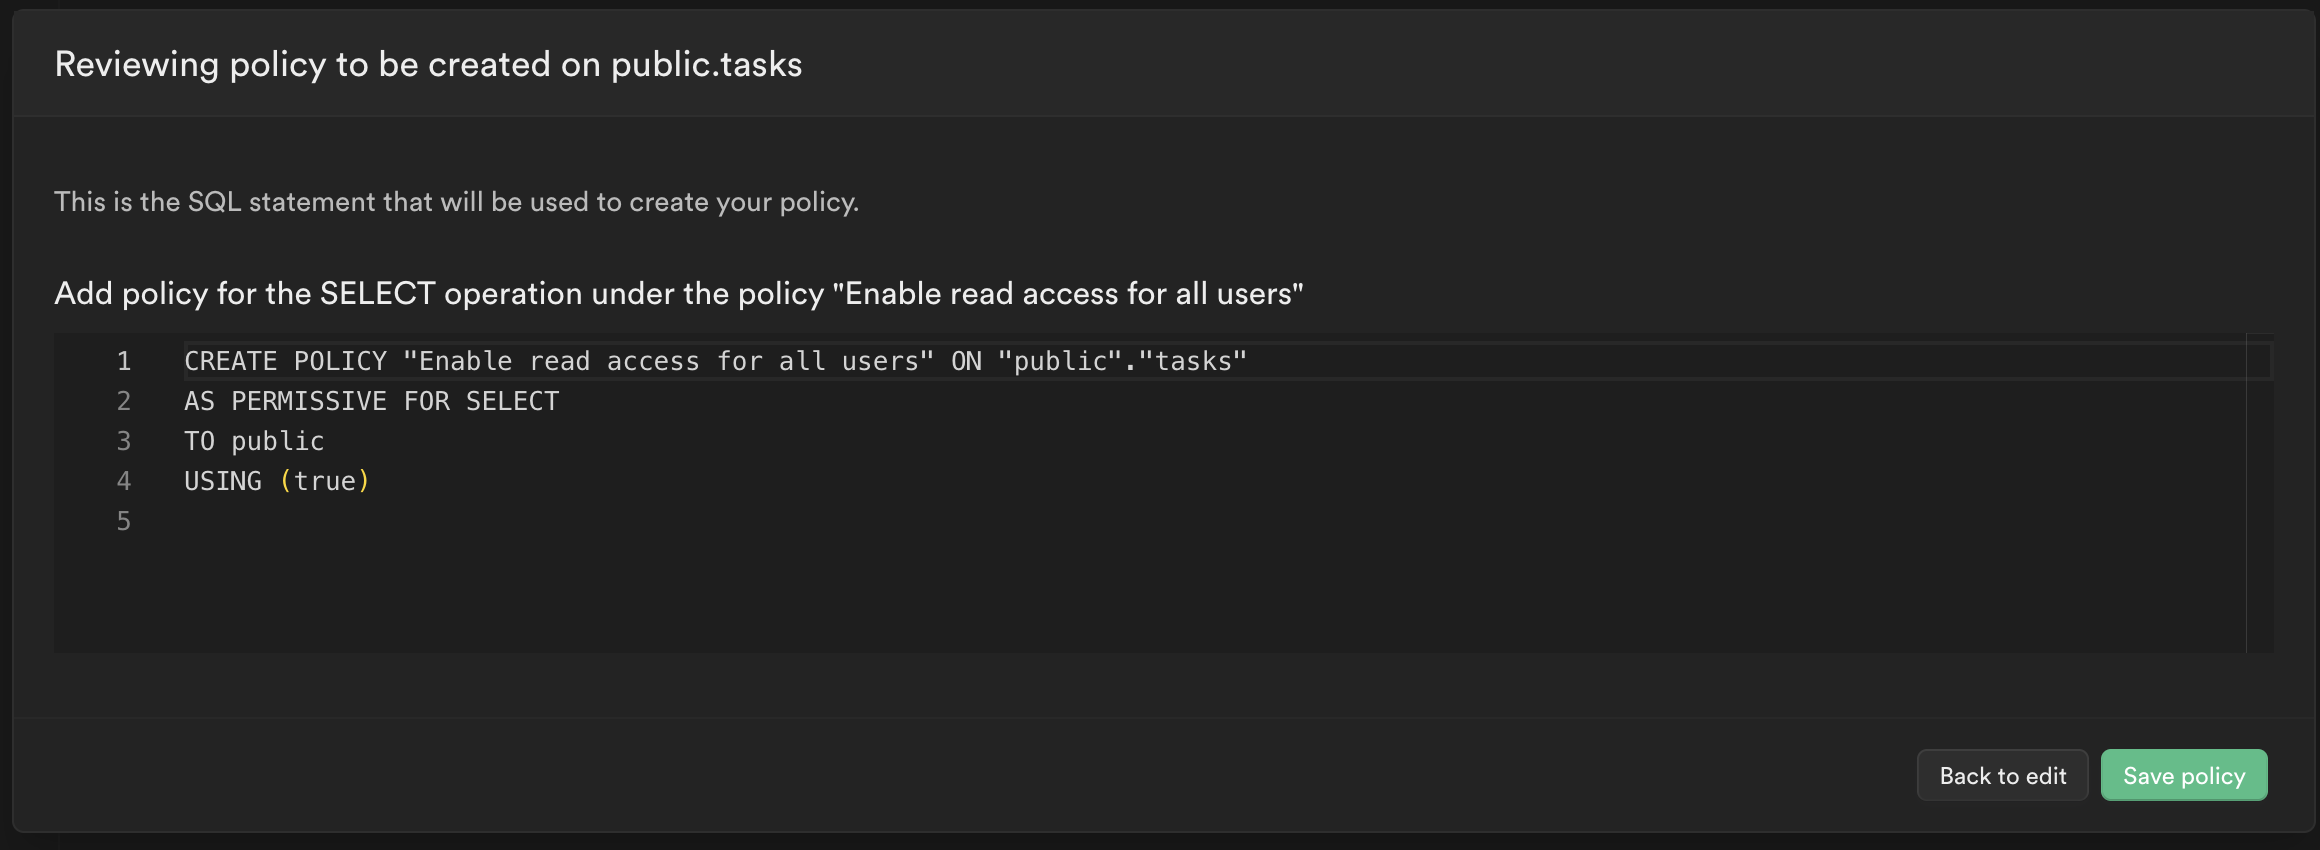 Reviewing policy to be created on public.tasks
This is the SQL statement that will be used to create your policy.
Add policy for the SELECT operation under the policy "Enable read access for all users"
1 CREATE POLICY "Enable read access for all users" ON "public"."tasks"
2 AS PERMISSIVE FOR SELECT
3 TO public
4 USING (true)
5
Back to edit
Save policy